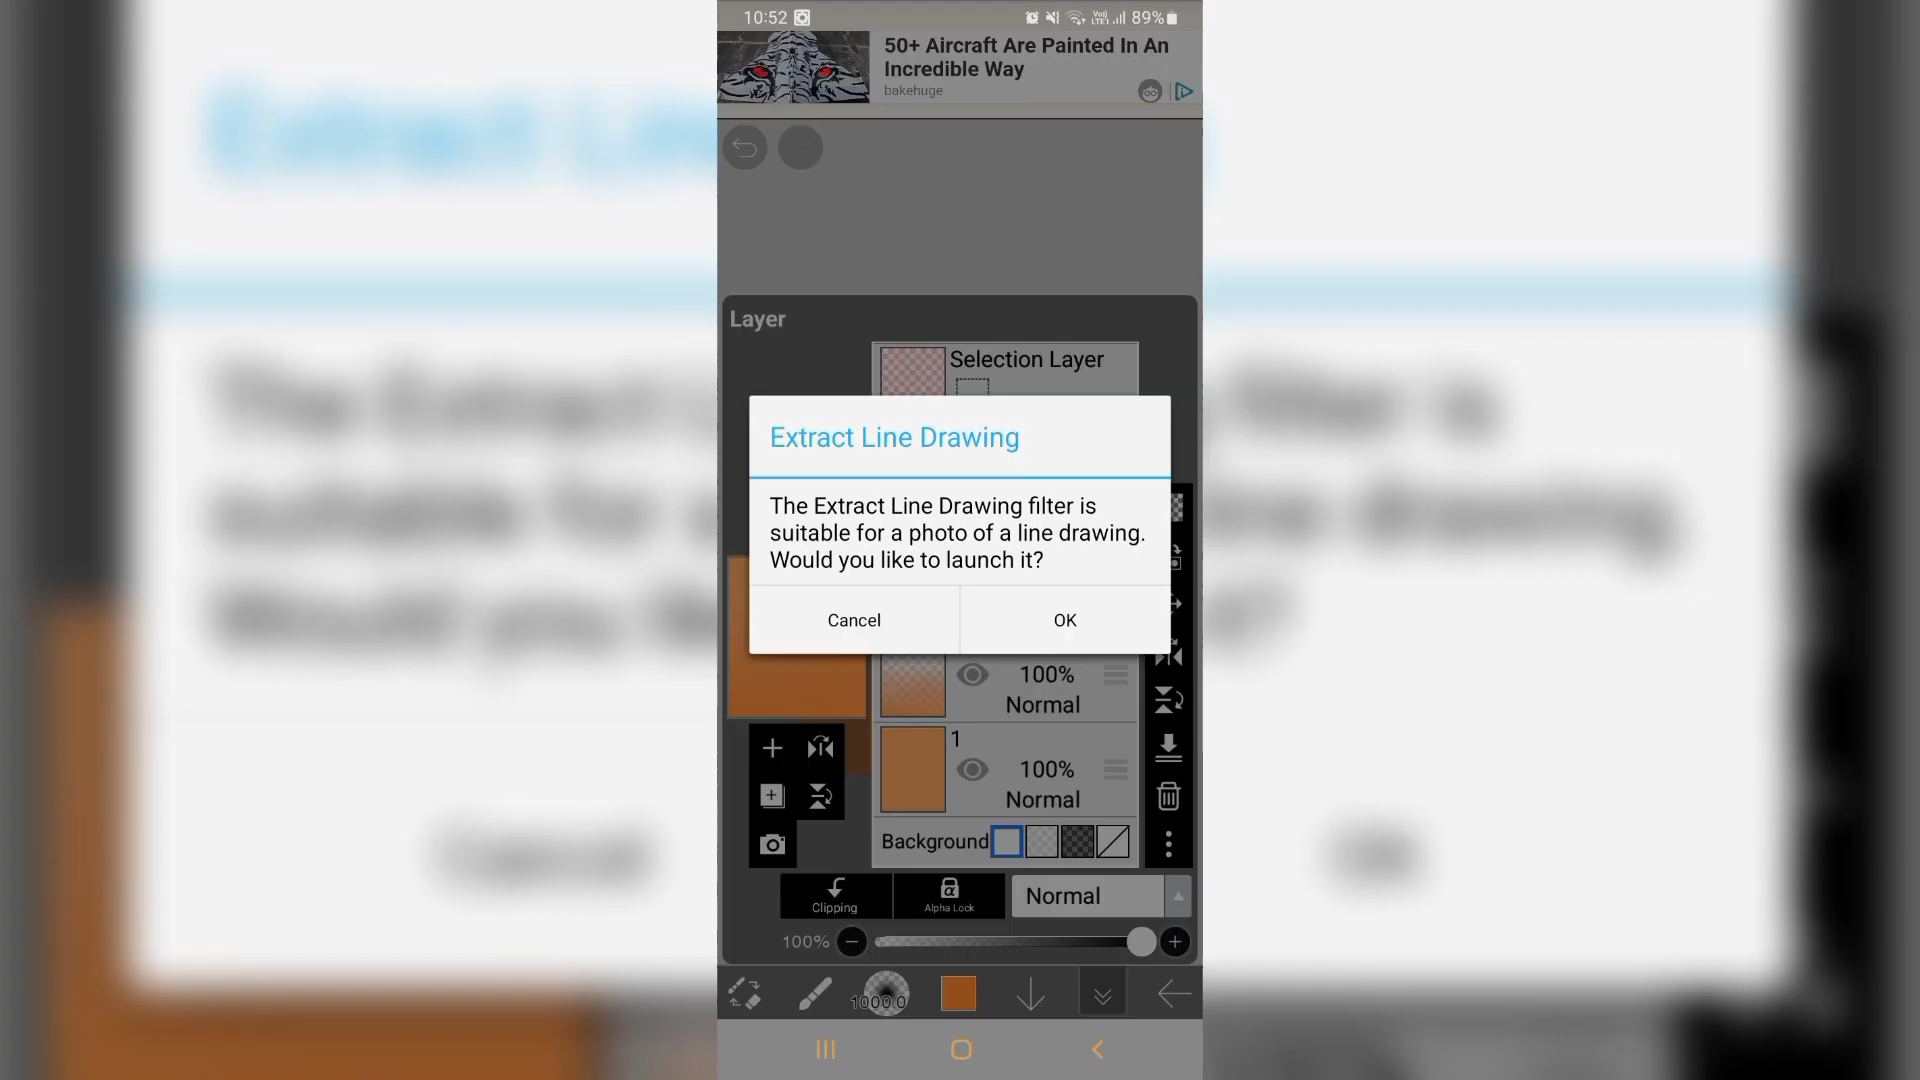 10:52
Vo)) LTE1 89%
50+ Aircraft Are Painted In An
Incredible Way
bakehuge
Layer
Selection Layer
Extract Line Drawing
The Extract Line Drawing filter is
suitable for a photo of a line drawing.
Would you like to launch it?
Cancel OK
100%
Normal
1
100%
Normal
Background
Clipping
α
Alpha Lock
Normal
100%
1000.0